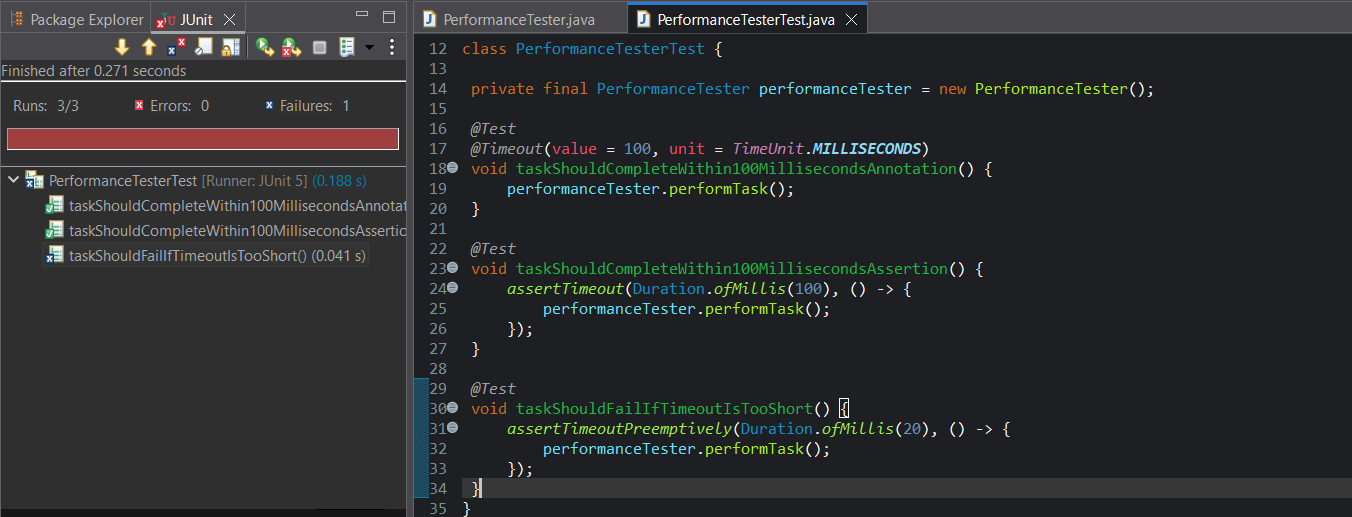 Package Explorer
JUnit
Finished after 0.271 seconds
Runs: 3/3
Errors: 0
Failures: 1
PerformanceTesterTest [Runner: JUnit 5] (0.188 s)
taskShouldCompleteWithin100MillisecondsAnnotat
taskShouldCompleteWithin100MillisecondsAssertio
taskShouldFailIfTimeoutIsTooShort() (0.041 s)
PerformanceTester.java
PerformanceTesterTest.java
12 class PerformanceTesterTest {
13
14 private final PerformanceTester performanceTester = new PerformanceTester();
15
16 @Test
17 @Timeout(value = 100, unit = TimeUnit.MILLISECONDS)
18 void taskShouldCompleteWithin100MillisecondsAnnotation() {
19 performanceTester.performTask();
20 }
21
22 @Test
23 void taskShouldCompleteWithin100MillisecondsAssertion() {
24 assertTimeout(Duration.ofMillis(100), () -> {
25 performanceTester.performTask();
26 });
27 }
28
29 @Test
30 void taskShouldFailIfTimeoutIsTooShort() {
31 assertTimeoutPreemptively(Duration.ofMillis(20), () -> {
32 performanceTester.performTask();
33 });
34 }
35 }